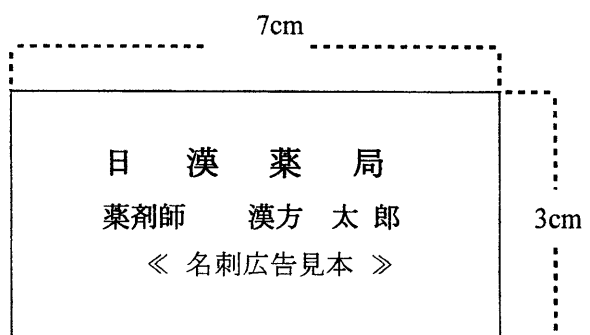 7cm
日 漢 薬 局
薬剤師 漢方 太 郎
3cm
≪ 名刺広告見本 ≫